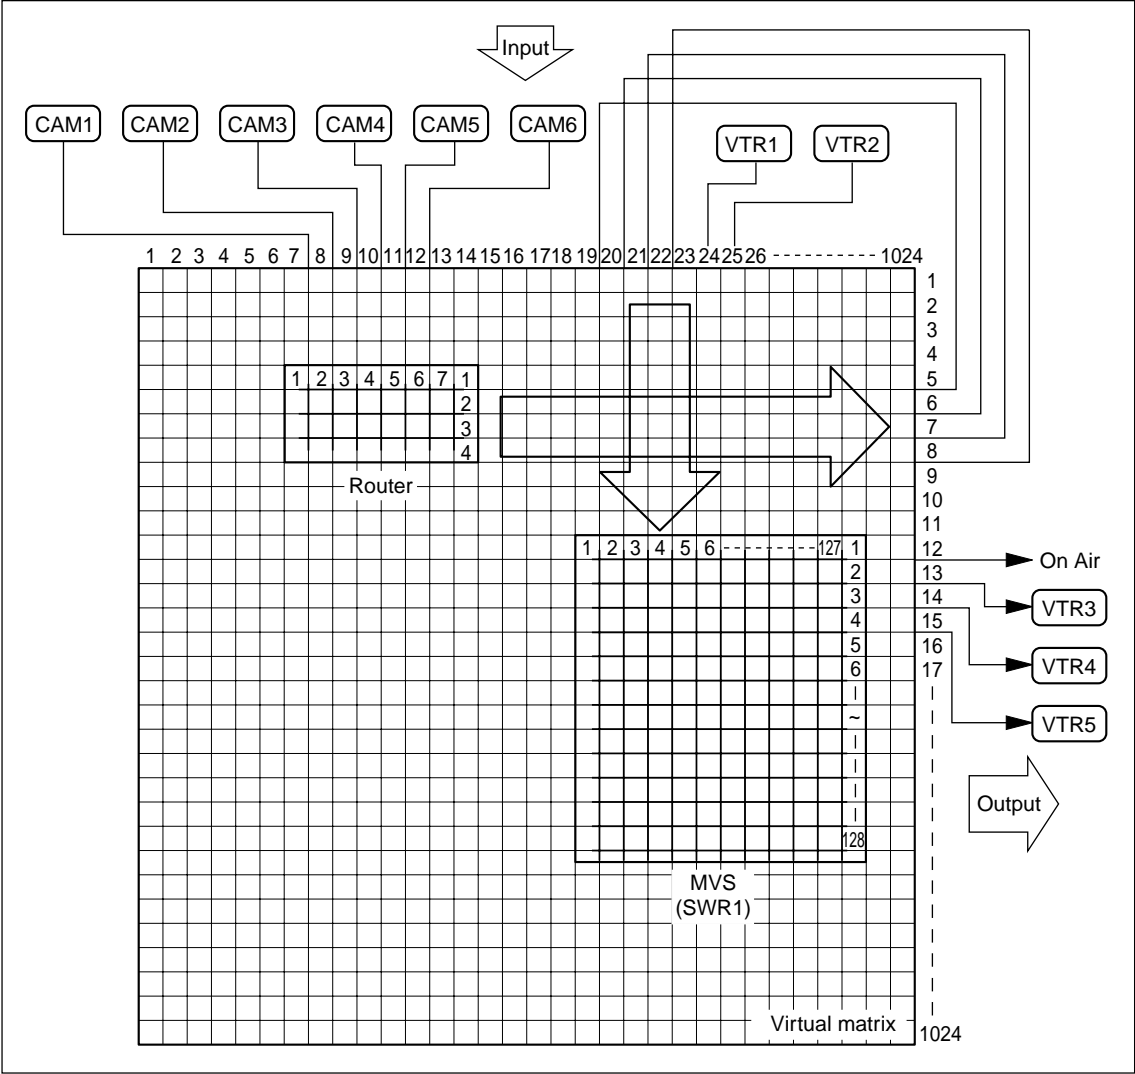 Input
CAM1 CAM2 CAM3 CAM4 CAM5 CAM6
VTR1 VTR2
1 2 3 4 5 6 7 8 9 10 11 12 13 14 15 16 17 18 19 20 21 22 23 24 25 26 - - - - - - - - - - 1024
1
2
3
4
5
6
7
8
9
10
11
12
13
14
15
16
17
1024
1 2 3 4 5 6 7 1
2
3
4
Router
1 2 3 4 5 6 - - - - - - - - - - 127 1
2
3
4
5
6
~
128
MVS
(SWR1)
On Air
VTR3
VTR4
VTR5
Output
Virtual matrix